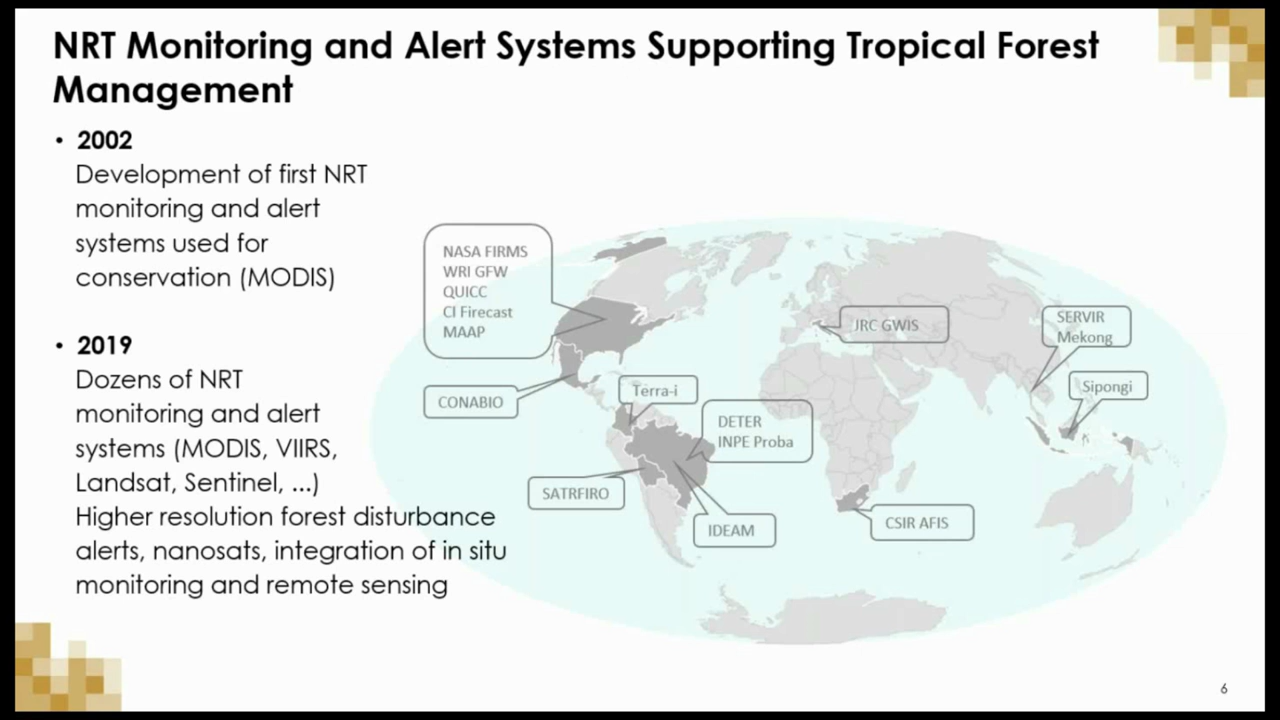 NRT Monitoring and Alert Systems Supporting Tropical Forest
Management
• 2002
Development of first NRT
monitoring and alert
systems used for
conservation (MODIS)
• 2019
Dozens of NRT
monitoring and alert
systems (MODIS, VIIRS,
Landsat, Sentinel, ...)
Higher resolution forest disturbance
alerts, nanosats, integration of in situ
monitoring and remote sensing
NASA FIRMS
WRI GFW
QUICC
CI Firecast
MAAP
CONABIO
Terra-i
DETER
INPE Proba
SATRFIRO
IDEAM
JRC GWIS
CSIR AFIS
SERVIR
Mekong
Sipongi
6